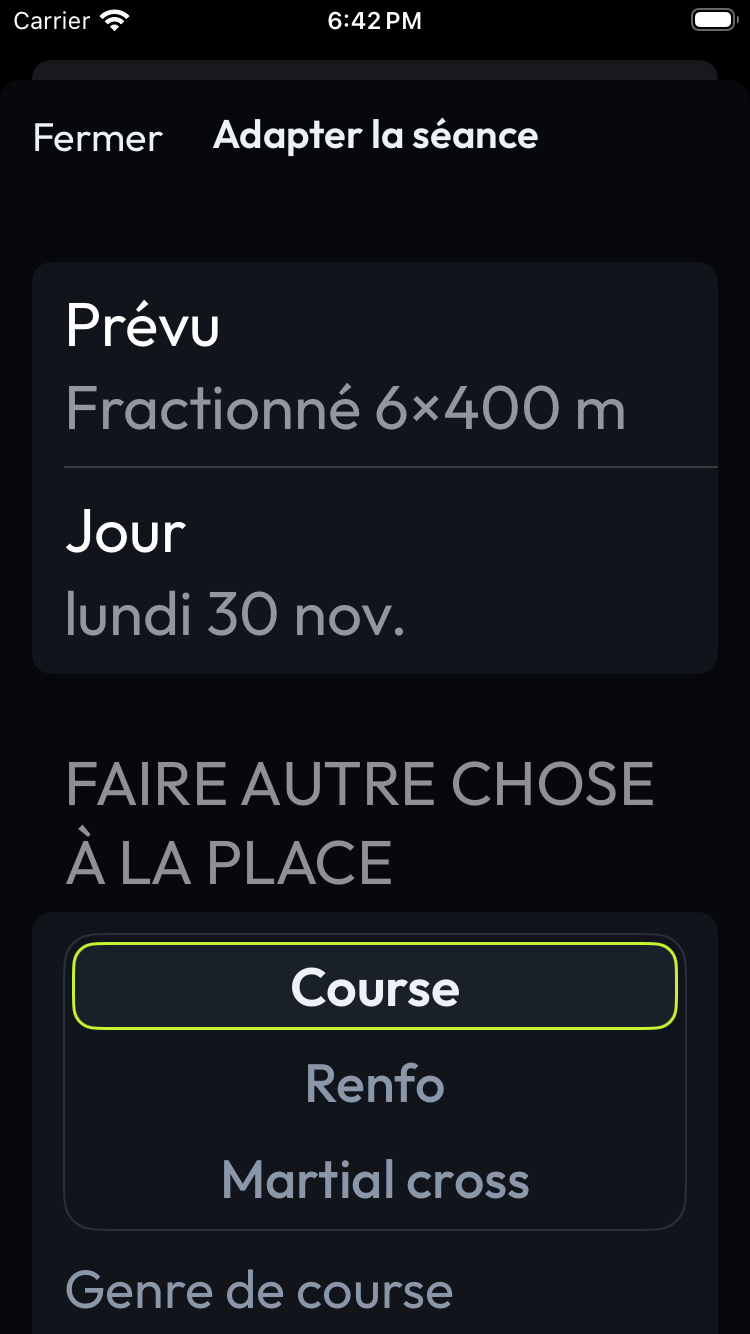 Carrier 6:42 PM
Fermer Adapter la séance
Prévu
Fractionné 6×400 m
Jour
lundi 30 nov.
FAIRE AUTRE CHOSE
À LA PLACE
Course
Renfo
Martial cross
Genre de course